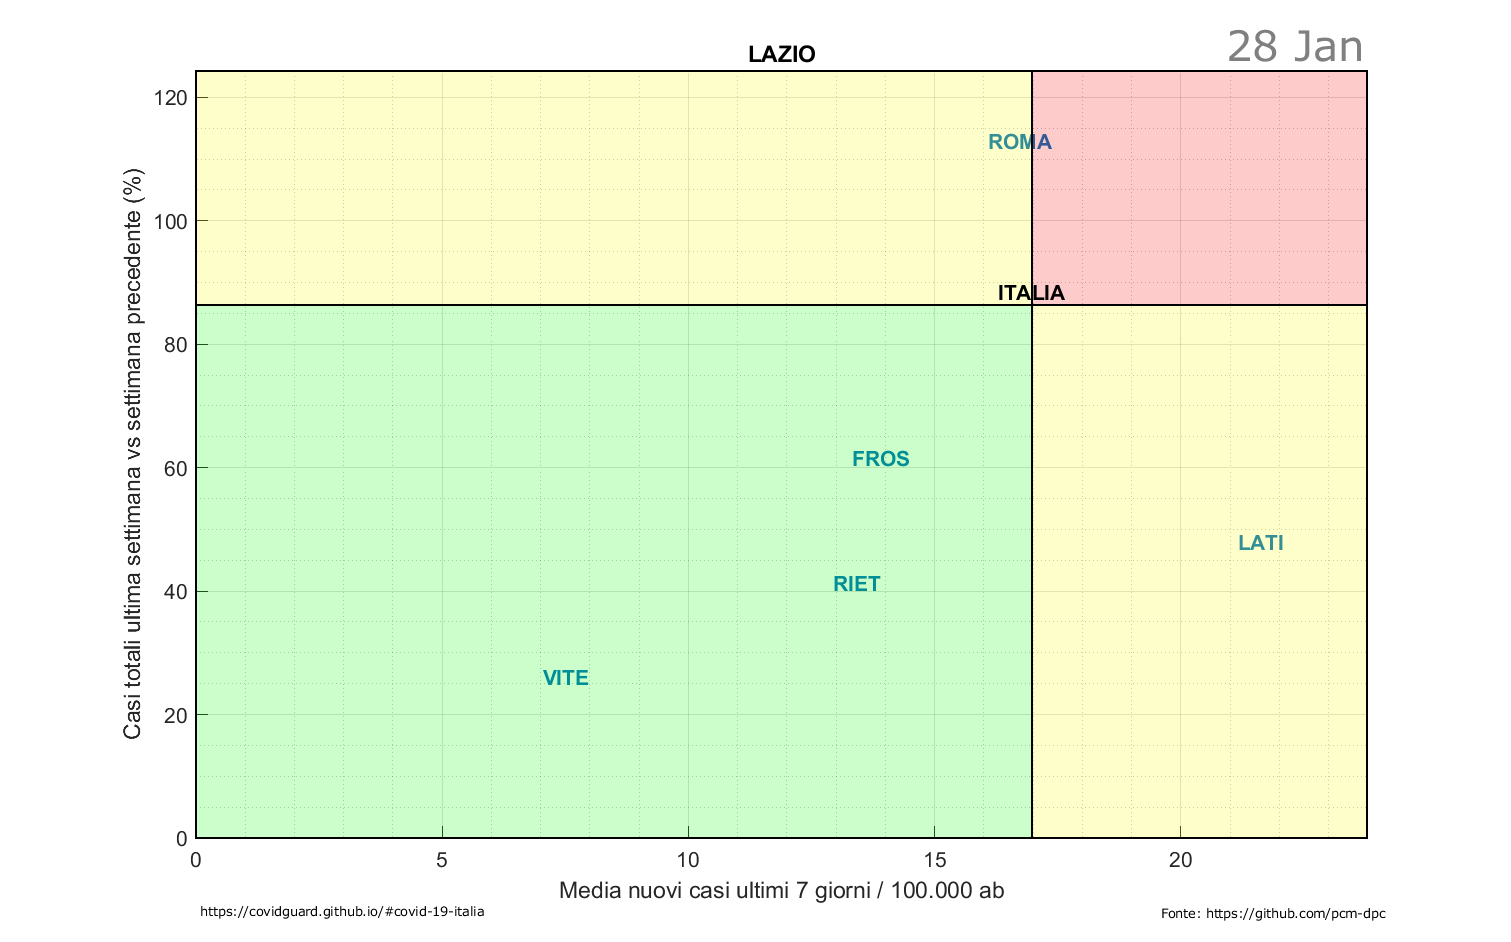 28 Jan
LAZIO
Casi totali ultima settimana vs settimana precedente (%)
120
100
80
60
40
20
0
ROMA
ITALIA
FROS
LATI
RIET
VITE
0 5 10 15 20
Media nuovi casi ultimi 7 giorni / 100.000 ab
https://covidguard.github.io/#covid-19-italia
Fonte: https://github.com/pcm-dpc